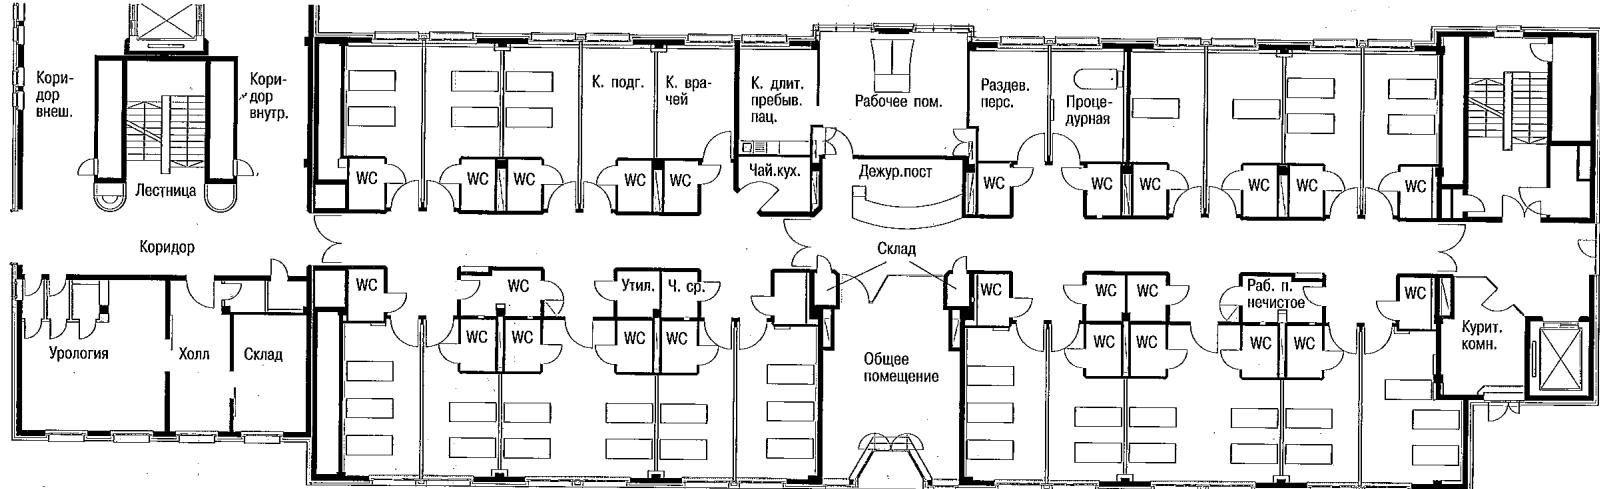 Кори-
дор
внеш.
Кори-
дор
внутр.
Лестница
Коридор
Урология
Холл
Склад
К. подг.
К. вра-
чей
К. длит.
пребыв.
пац.
Рабочее пом.
Раздев.
перс.
Проце-
дурная
WC
WC
WC
WC
WC
Чай.кух.
Дежур.пост
WC
WC
WC
WC
WC
WC
Склад
WC
WC
Утил.
Ч. ср.
WC
WC
WC
Раб. п.
нечистое
WC
WC
WC
WC
WC
WC
WC
WC
WC
Общее
помещение
Курит.
комн.